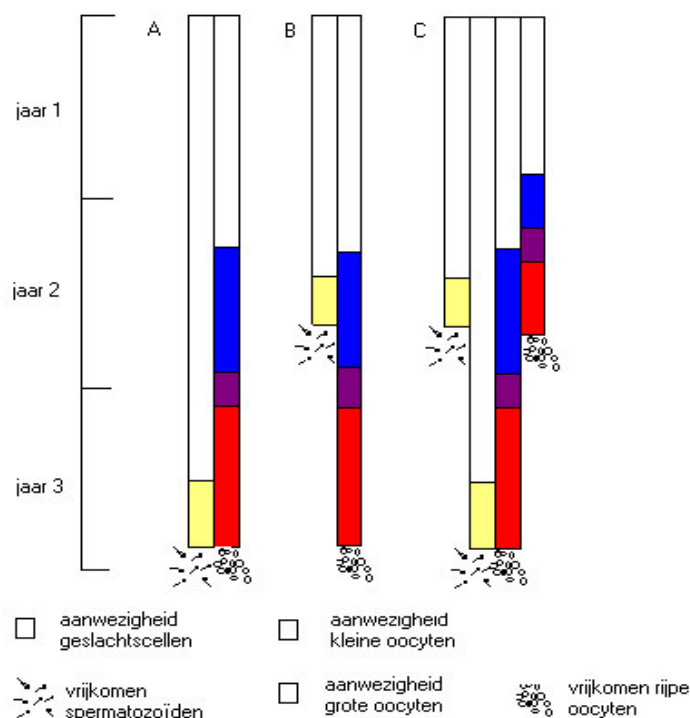 A B C
jaar 1
jaar 2
jaar 3
aanwezigheid
geslachtscellen
aanwezigheid
kleine oocyten
vrijkomen
spermatozoïden
aanwezigheid
grote oocyten
vrijkomen rijpe
oocyten